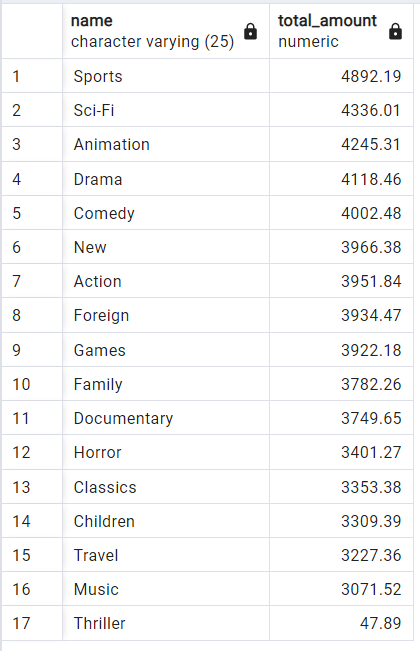 name total_amount
character varying (25) numeric
1 Sports 4892.19
2 Sci-Fi 4336.01
3 Animation 4245.31
4 Drama 4118.46
5 Comedy 4002.48
6 New 3966.38
7 Action 3951.84
8 Foreign 3934.47
9 Games 3922.18
10 Family 3782.26
11 Documentary 3749.65
12 Horror 3401.27
13 Classics 3353.38
14 Children 3309.39
15 Travel 3227.36
16 Music 3071.52
17 Thriller 47.89